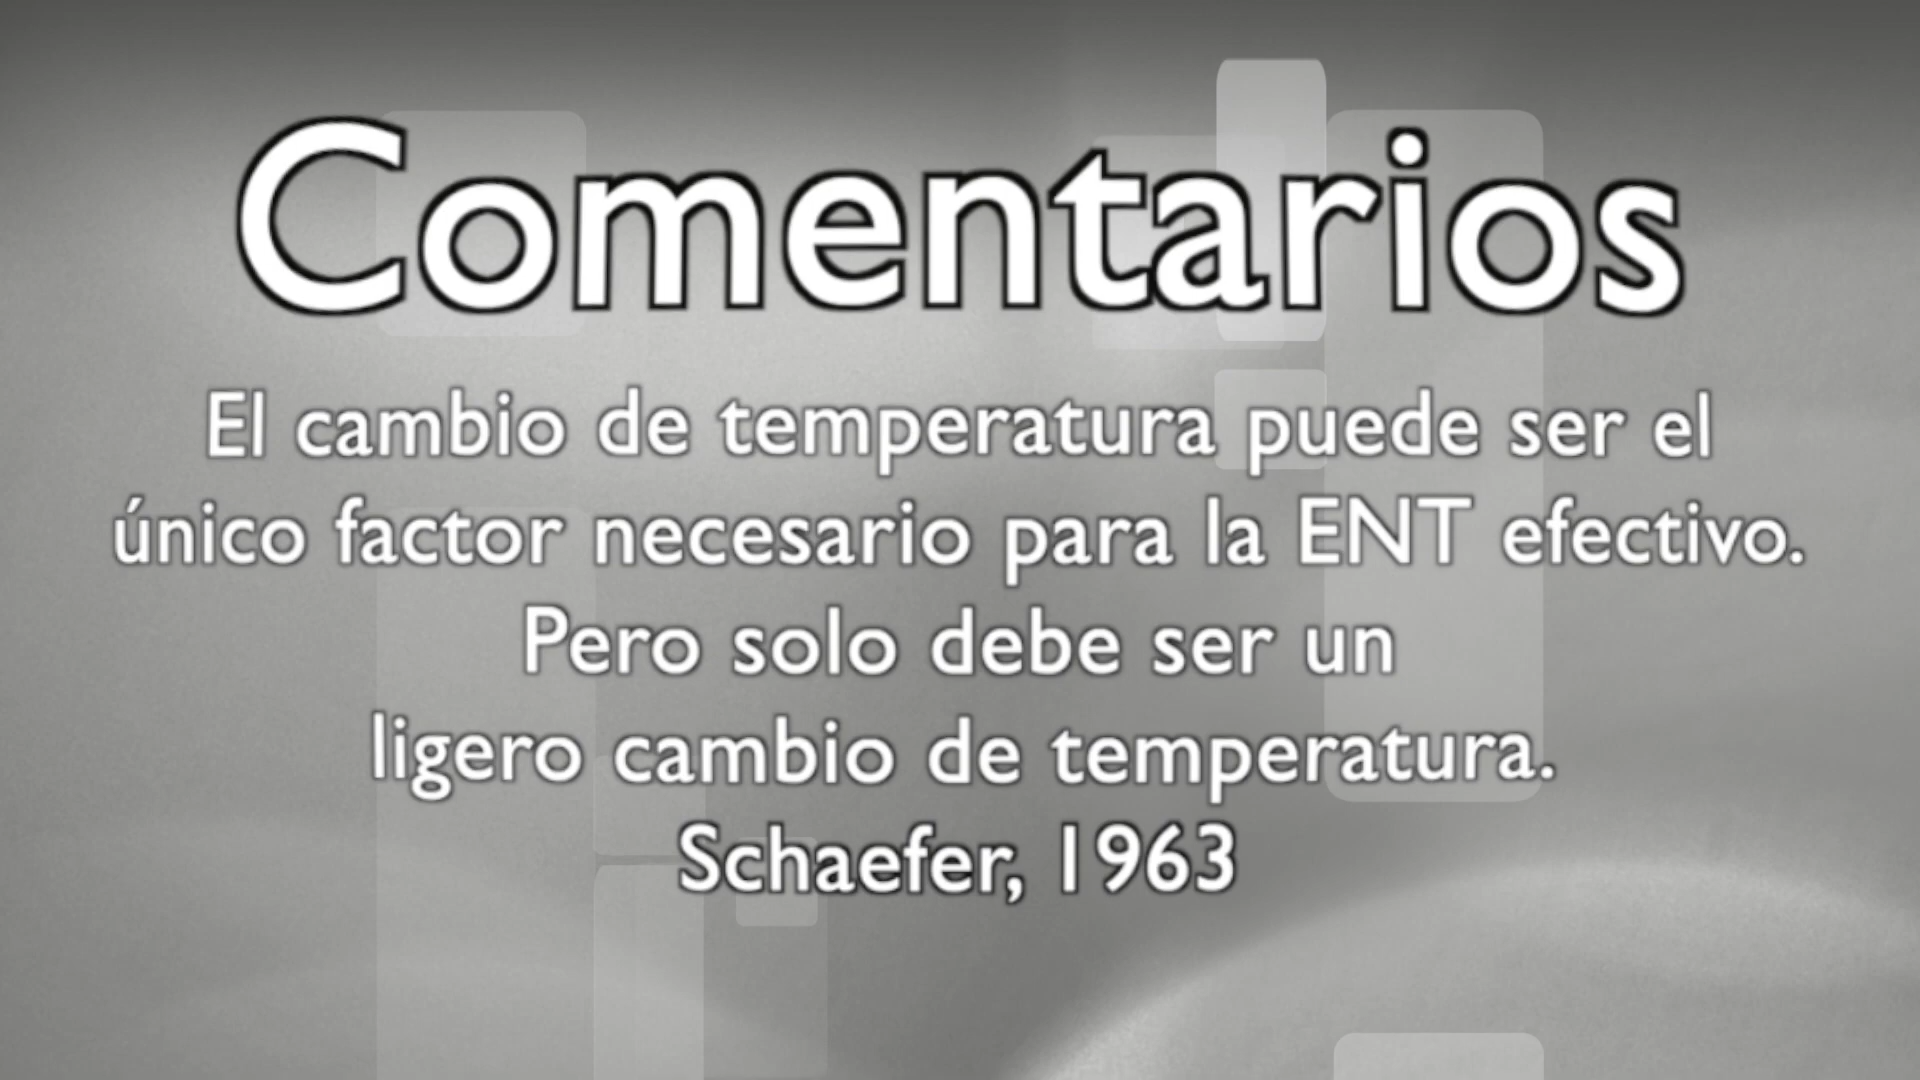 Comentarios
El cambio de temperatura puede ser el
único factor necesario para la ENT efectivo.
Pero solo debe ser un
ligero cambio de temperatura.
Schaefer, 1963